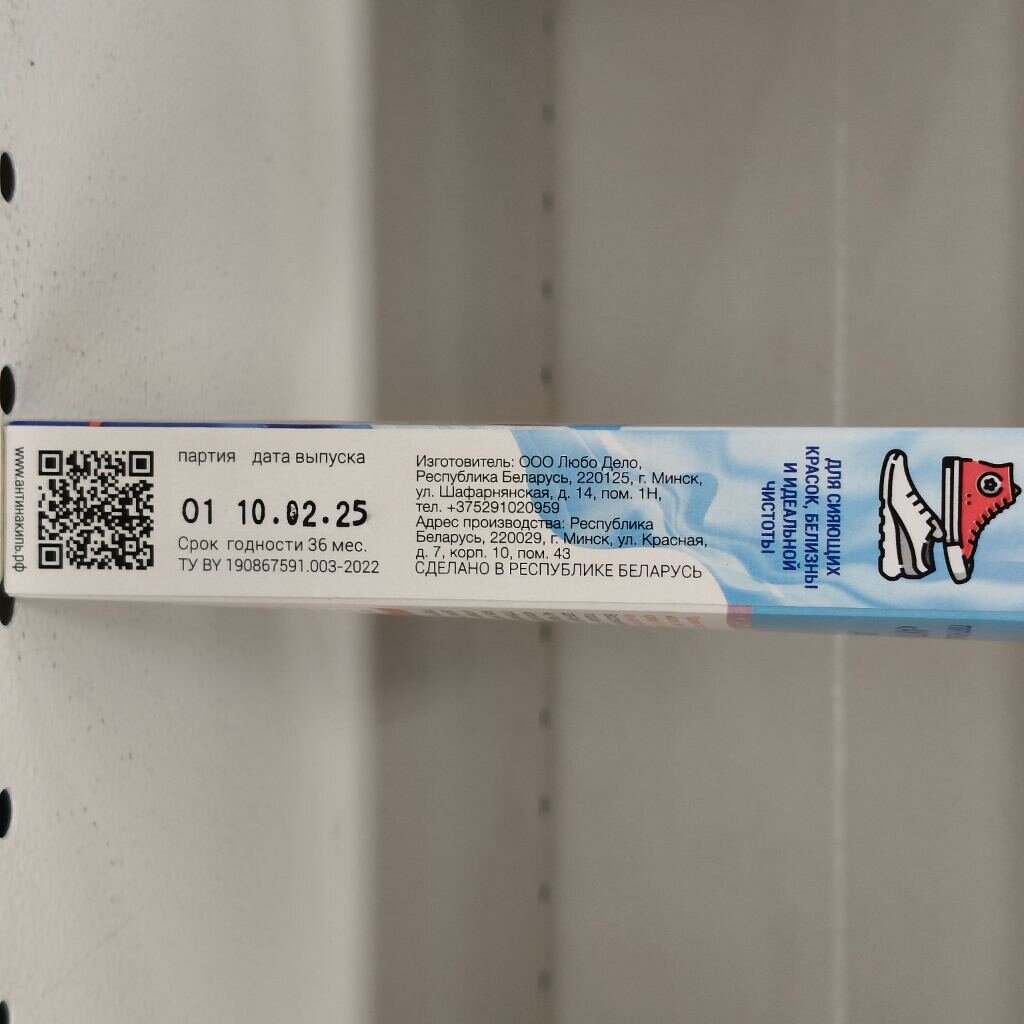 www.антинакипь.рф
партия дата выпуска
01 10.02.25
Срок годности 36 мес.
ТУ BY 190867591.003-2022
Изготовитель: ООО Любо Дело,
Республика Беларусь, 220125, г. Минск,
ул. Шафарнянская, д. 14, пом. 1Н,
тел. +375291020959
Адрес производства: Республика
Беларусь, 220029, г. Минск, ул. Красная,
д. 7, корп. 10, пом. 43
СДЕЛАНО В РЕСПУБЛИКЕ БЕЛАРУСЬ
ДЛЯ СИЯЮЩИХ
КРАСОК, БЕЛИЗНЫ
И ИДЕАЛЬНОЙ
ЧИСТОТЫ